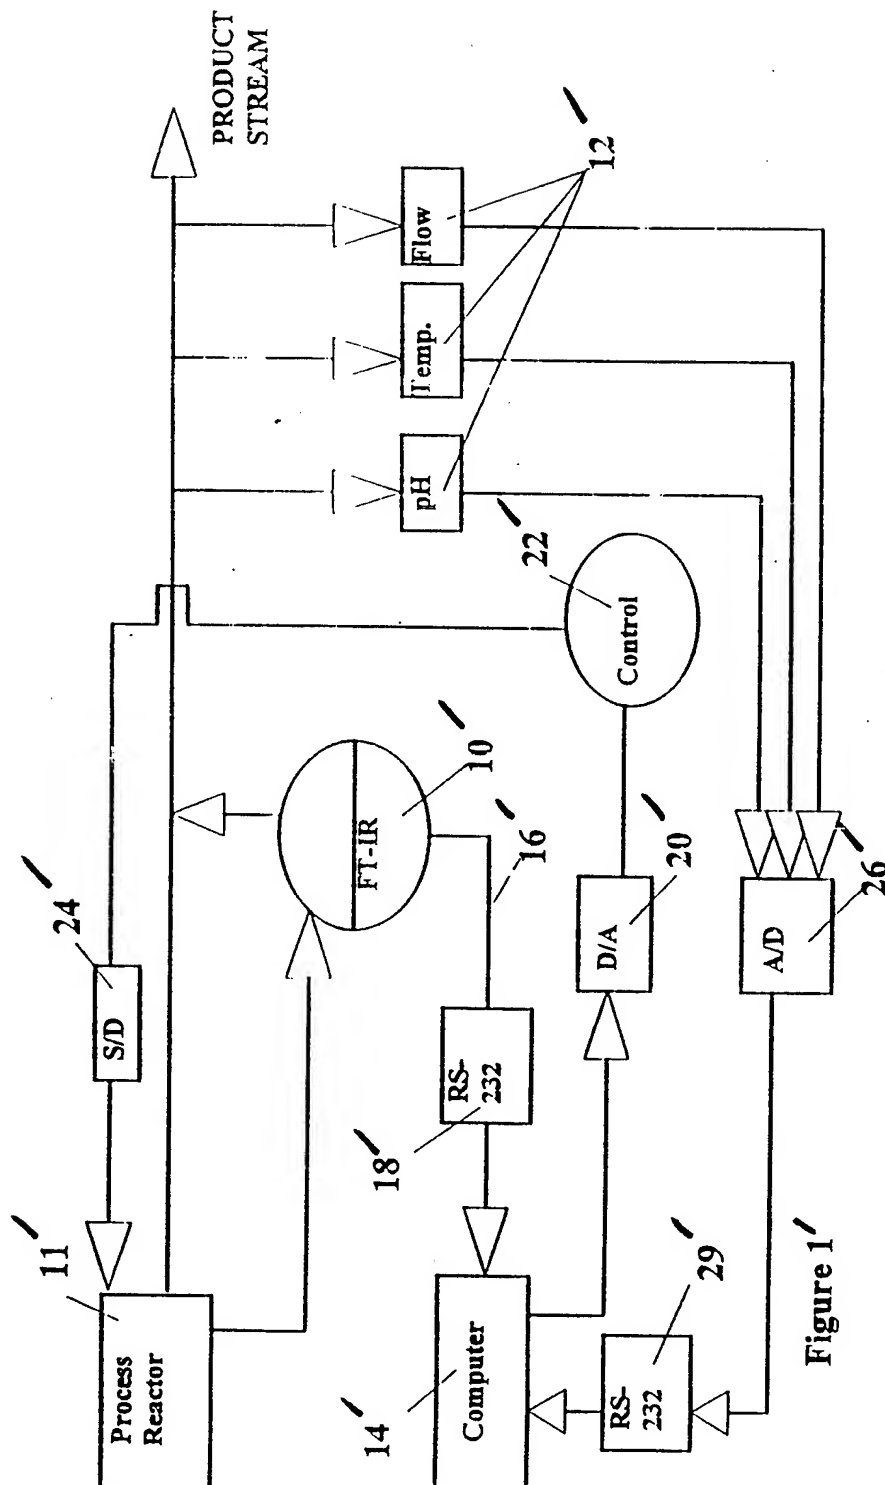 11
Process
Reactor
S/D
24
PRODUCT
STREAM
FT-IR
10
pH
Temp.
Flow
12
14
Computer
18
RS-
232
16
D/A
20
Control
22
RS-
232
29
A/D
26
Figure 1